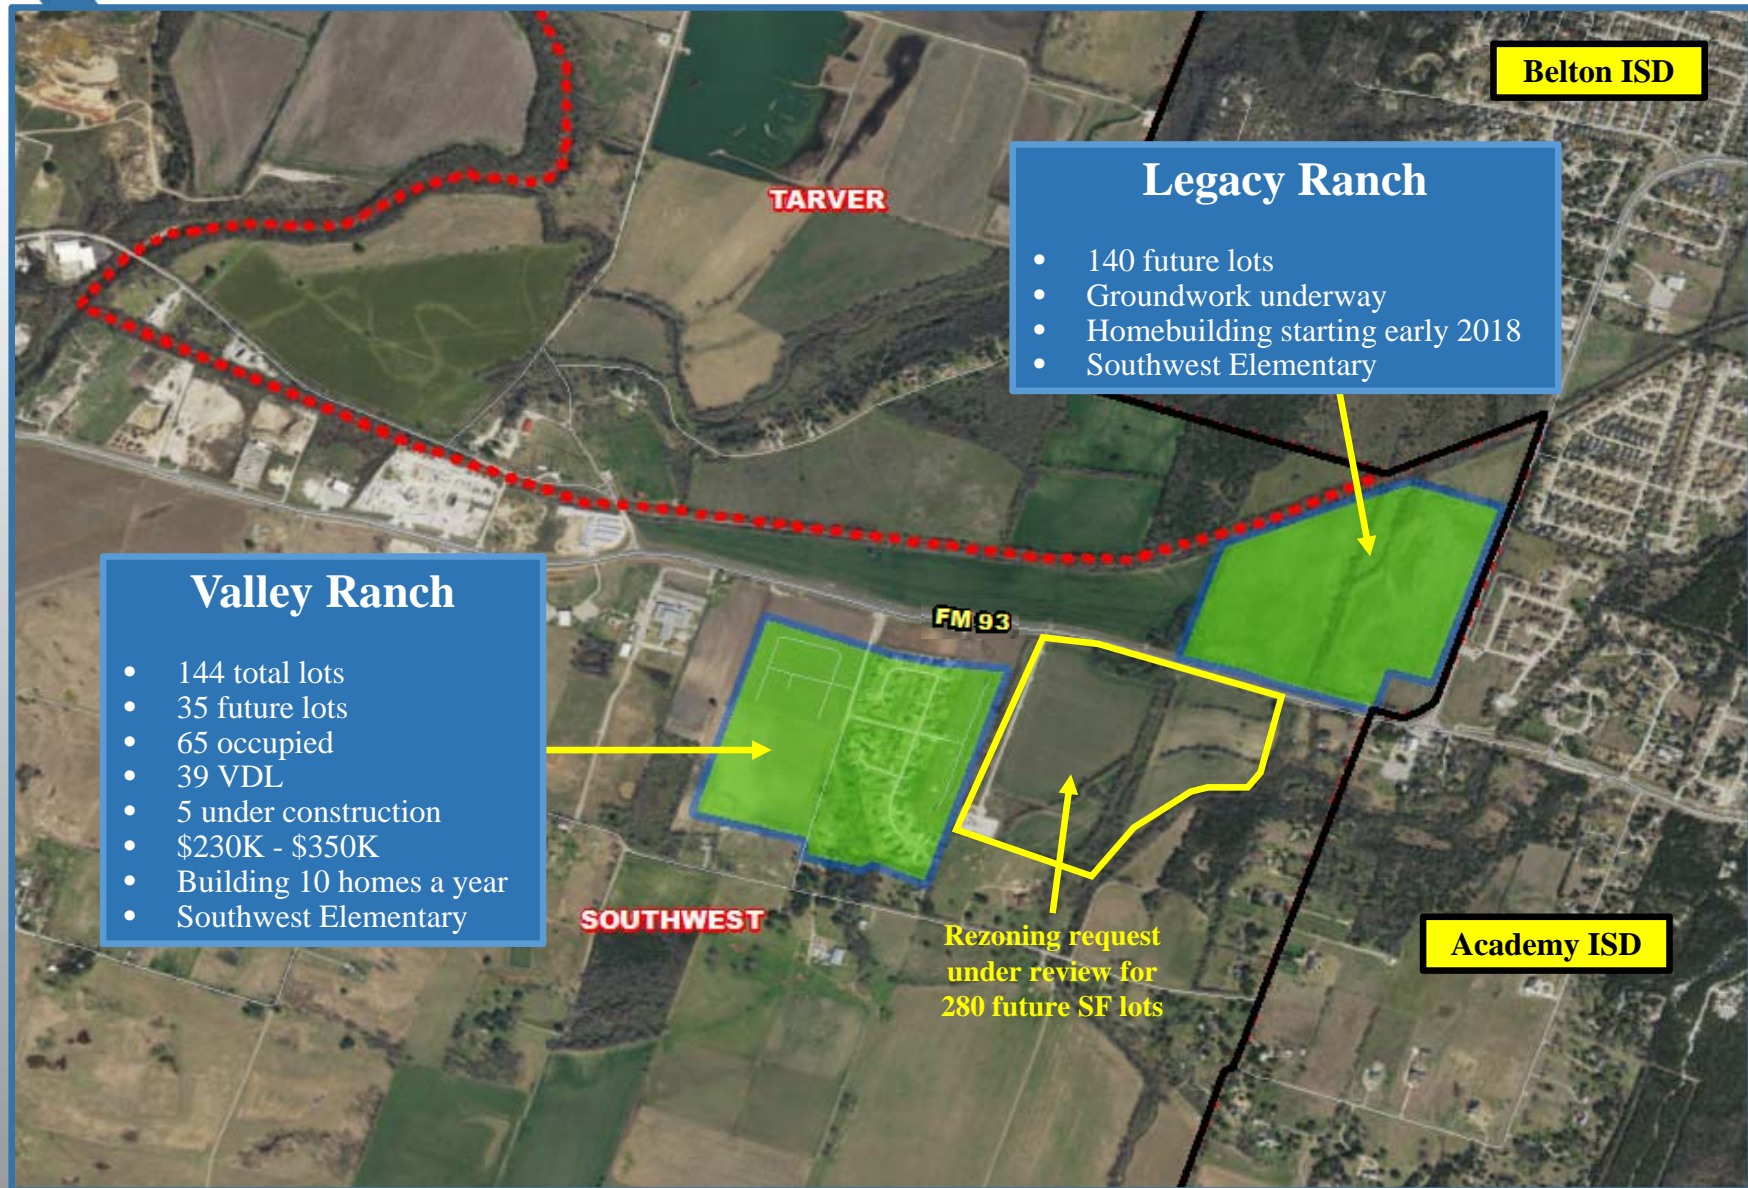 Belton ISD
TARVER
Legacy Ranch
• 140 future lots
• Groundwork underway
• Homebuilding starting early 2018
• Southwest Elementary
Valley Ranch
• 144 total lots
• 35 future lots
• 65 occupied
• 39 VDL
• 5 under construction
• $230K - $350K
• Building 10 homes a year
• Southwest Elementary
FM 93
SOUTHWEST
Rezoning request
under review for
280 future SF lots
Academy ISD